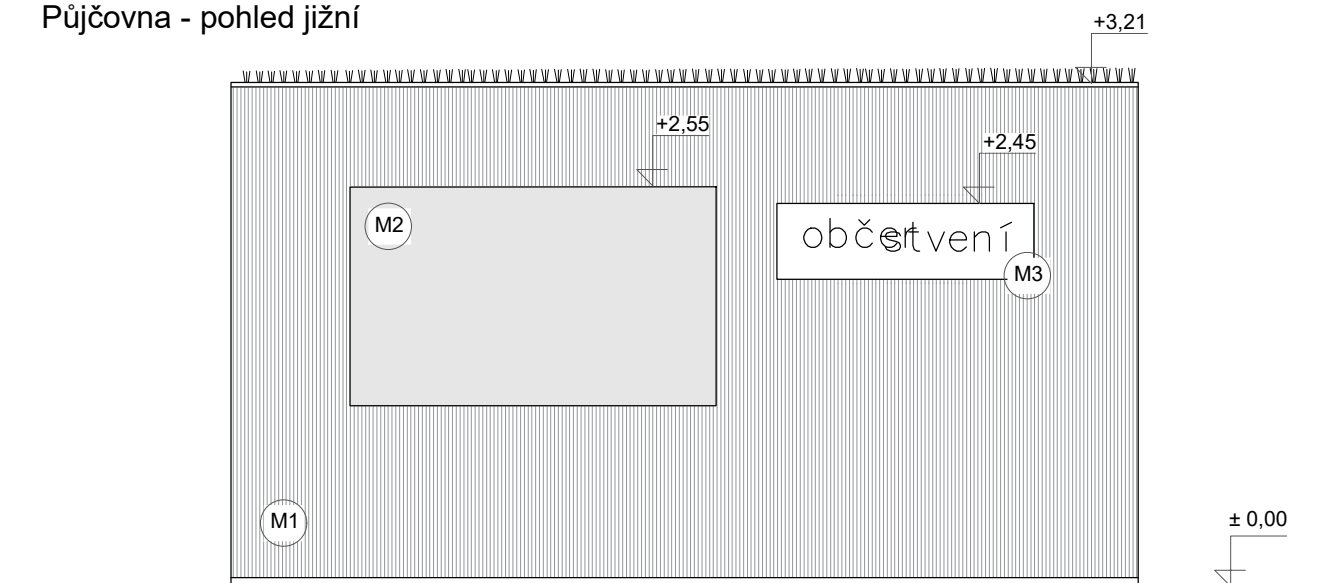 Půjčovna - pohled jižní
+3,21
+2,55
+2,45
M2
občerstvení
M3
M1
± 0,00